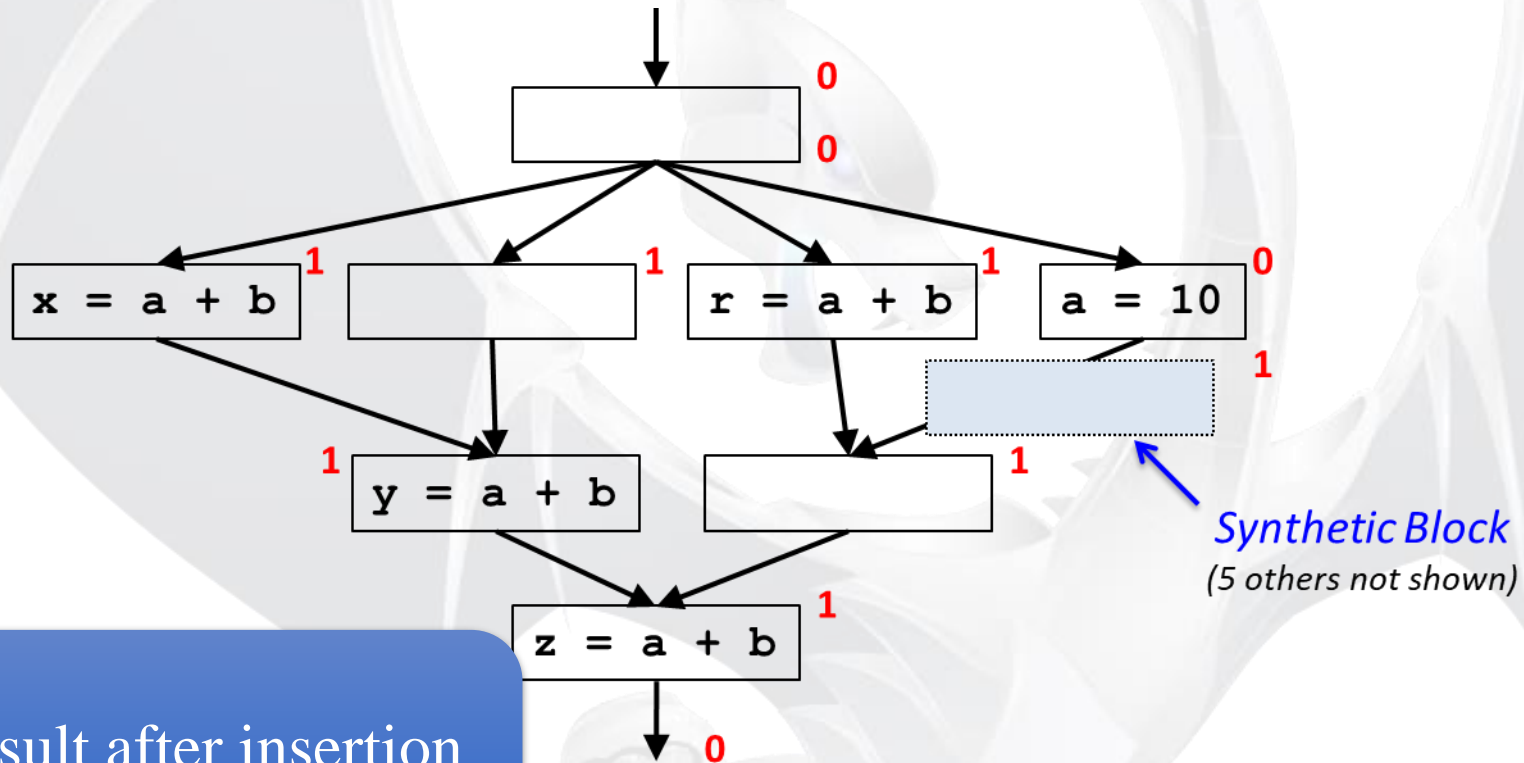 0
0
1
1
1
0
x = a + b
r = a + b
a = 10
1
1
1
y = a + b
Synthetic Block
(5 others not shown)
1
z = a + b
after insertion
0